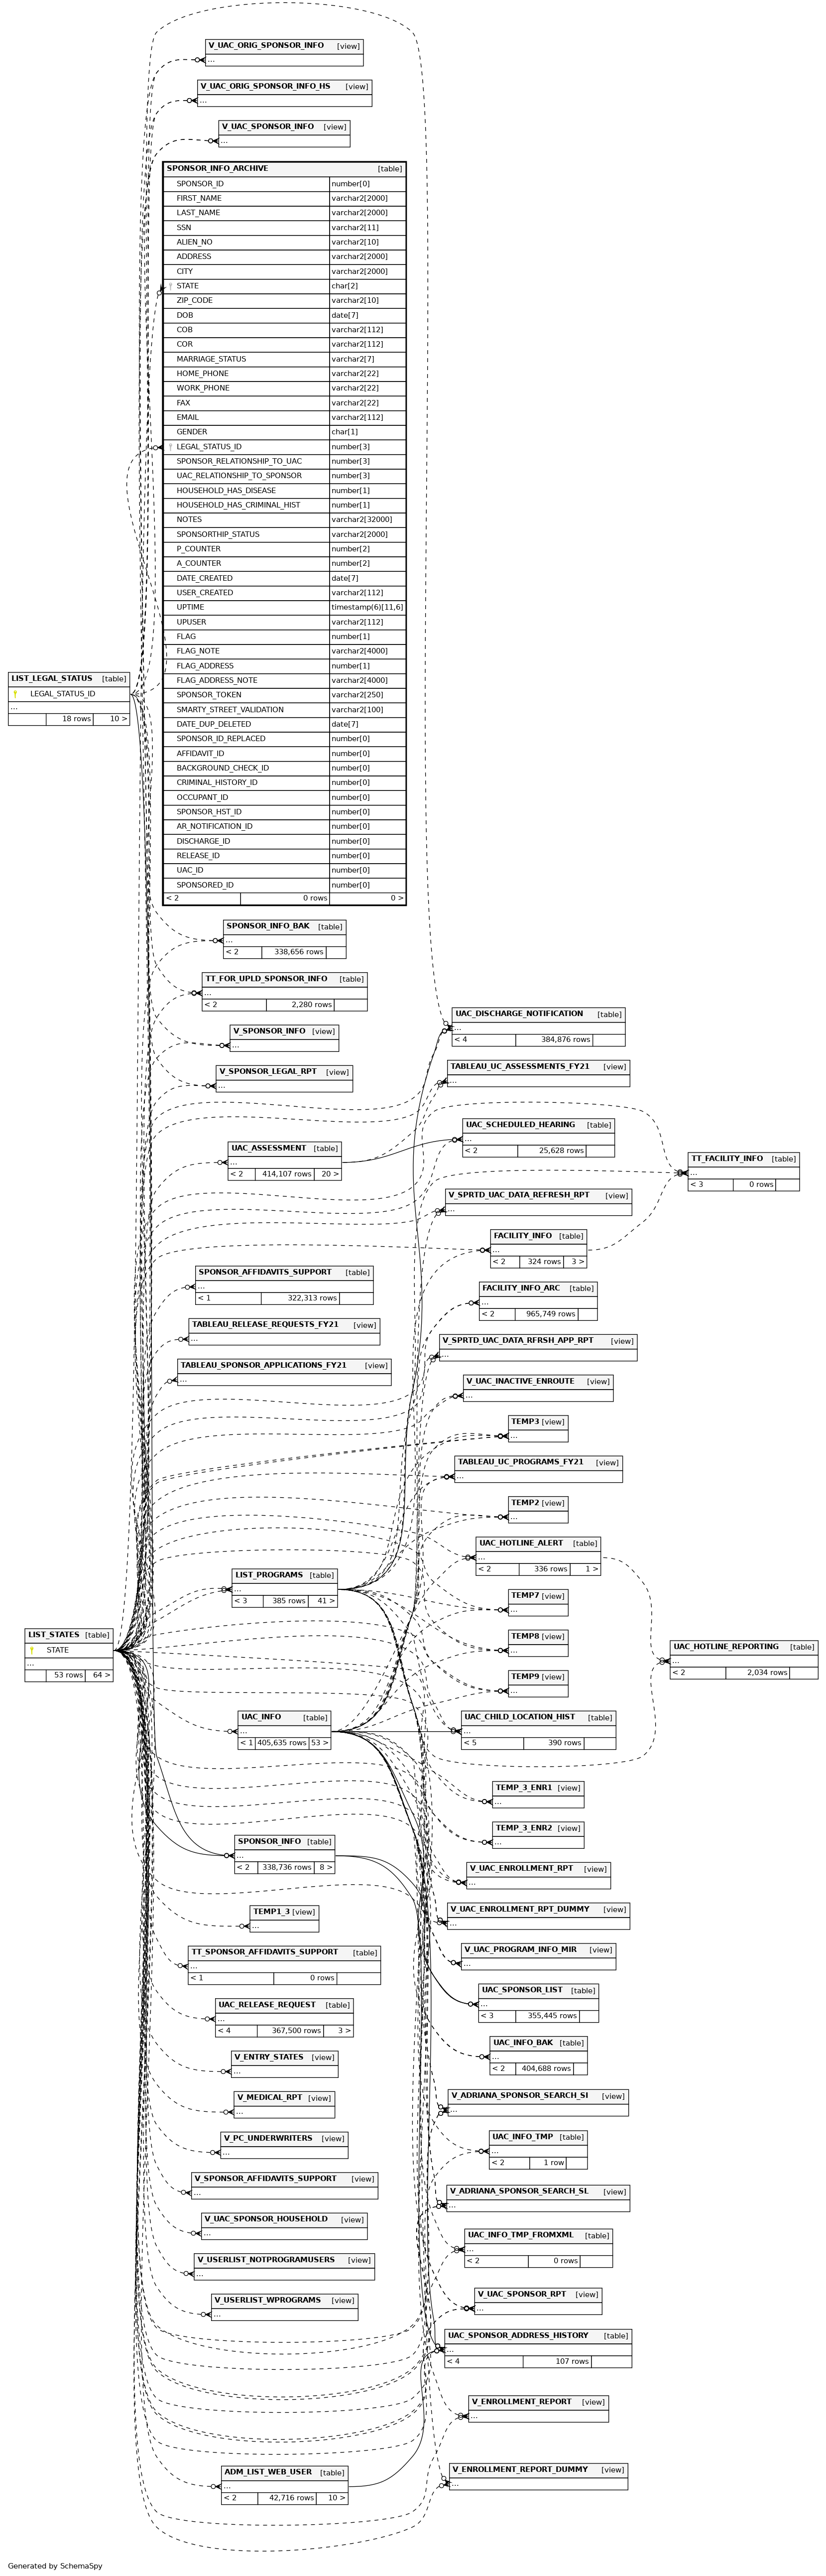 V_UAC_ORIG_SPONSOR_INFO [view]
...
V_UAC_ORIG_SPONSOR_INFO_HS [view]
...
V_UAC_SPONSOR_INFO [view]
...
SPONSOR_INFO_ARCHIVE [table]
SPONSOR_ID number[0]
FIRST_NAME varchar2[2000]
LAST_NAME varchar2[2000]
SSN varchar2[11]
ALIEN_NO varchar2[10]
ADDRESS varchar2[2000]
CITY varchar2[2000]
STATE char[2]
ZIP_CODE varchar2[10]
DOB date[7]
COB varchar2[112]
COR varchar2[112]
MARRIAGE_STATUS varchar2[7]
HOME_PHONE varchar2[22]
WORK_PHONE varchar2[22]
FAX varchar2[22]
EMAIL varchar2[112]
GENDER char[1]
LEGAL_STATUS_ID number[3]
SPONSOR_RELATIONSHIP_TO_UAC number[3]
UAC_RELATIONSHIP_TO_SPONSOR number[3]
HOUSEHOLD_HAS_DISEASE number[1]
HOUSEHOLD_HAS_CRIMINAL_HIST number[1]
NOTES varchar2[32000]
SPONSORTHIP_STATUS varchar2[2000]
P_COUNTER number[2]
A_COUNTER number[2]
DATE_CREATED date[7]
USER_CREATED varchar2[112]
UPTIME timestamp(6)[11,6]
UPUSER varchar2[112]
FLAG number[1]
FLAG_NOTE varchar2[4000]
FLAG_ADDRESS number[1]
FLAG_ADDRESS_NOTE varchar2[4000]
SPONSOR_TOKEN varchar2[250]
SMARTY_STREET_VALIDATION varchar2[100]
DATE_DUP_DELETED date[7]
SPONSOR_ID_REPLACED number[0]
AFFIDAVIT_ID number[0]
BACKGROUND_CHECK_ID number[0]
CRIMINAL_HISTORY_ID number[0]
OCCUPANT_ID number[0]
SPONSOR_HST_ID number[0]
AR_NOTIFICATION_ID number[0]
DISCHARGE_ID number[0]
RELEASE_ID number[0]
UAC_ID number[0]
SPONSORED_ID number[0]
< 2 0 rows 0 >
LIST_LEGAL_STATUS [table]
LEGAL_STATUS_ID
...
18 rows 10 >
SPONSOR_INFO_BAK [table]
...
< 2 338,656 rows
TT_FOR_UPLD_SPONSOR_INFO [table]
...
< 2 2,280 rows
V_SPONSOR_INFO [view]
...
V_SPONSOR_LEGAL_RPT [view]
...
UAC_DISCHARGE_NOTIFICATION [table]
...
< 4 384,876 rows
TABLEAU_UC_ASSESSMENTS_FY21 [view]
...
UAC_SCHEDULED_HEARING [table]
...
< 2 25,628 rows
UAC_ASSESSMENT [table]
...
< 2 414,107 rows 20 >
TT_FACILITY_INFO [table]
...
< 3 0 rows
V_SPRTD_UAC_DATA_REFRESH_RPT [view]
...
FACILITY_INFO [table]
...
< 2 324 rows 3 >
SPONSOR_AFFIDAVITS_SUPPORT [table]
...
< 1 322,313 rows
FACILITY_INFO_ARC [table]
...
< 2 965,749 rows
TABLEAU_RELEASE_REQUESTS_FY21 [view]
...
V_SPRTD_UAC_DATA_RFRSH_APP_RPT [view]
...
TABLEAU_SPONSOR_APPLICATIONS_FY21 [view]
...
V_UAC_INACTIVE_ENROUTE [view]
...
TEMP3 [view]
...
TABLEAU_UC_PROGRAMS_FY21 [view]
...
TEMP2 [view]
...
UAC_HOTLINE_ALERT [table]
...
< 2 336 rows 1 >
LIST_PROGRAMS [table]
...
< 3 385 rows 41 >
TEMP7 [view]
...
LIST_STATES [table]
STATE
...
53 rows 64 >
TEMP8 [view]
...
UAC_HOTLINE_REPORTING [table]
...
< 2 2,034 rows
TEMP9 [view]
...
UAC_INFO [table]
...
< 1 405,635 rows 53 >
UAC_CHILD_LOCATION_HIST [table]
...
< 5 390 rows
TEMP_3_ENR1 [view]
...
TEMP_3_ENR2 [view]
...
SPONSOR_INFO [table]
...
< 2 338,736 rows 8 >
V_UAC_ENROLLMENT_RPT [view]
...
TEMP1_3 [view]
...
V_UAC_ENROLLMENT_RPT_DUMMY [view]
...
TT_SPONSOR_AFFIDAVITS_SUPPORT [table]
...
< 1 0 rows
V_UAC_PROGRAM_INFO_MIR [view]
...
UAC_SPONSOR_LIST [table]
...
< 3 355,445 rows
UAC_RELEASE_REQUEST [table]
...
< 4 367,500 rows 3 >
UAC_INFO_BAK [table]
...
< 2 404,688 rows
V_ENTRY_STATES [view]
...
V_MEDICAL_RPT [view]
...
V_ADRIANA_SPONSOR_SEARCH_SI [view]
...
V_PC_UNDERWRITERS [view]
...
UAC_INFO_TMP [table]
...
< 2 1 row
V_SPONSOR_AFFIDAVITS_SUPPORT [view]
...
V_ADRIANA_SPONSOR_SEARCH_SL [view]
...
V_UAC_SPONSOR_HOUSEHOLD [view]
...
UAC_INFO_TMP_FROMXML [table]
...
< 2 0 rows
V_USERLIST_NOTPROGRAMUSERS [view]
...
V_USERLIST_WPROGRAMS [view]
...
V_UAC_SPONSOR_RPT [view]
...
UAC_SPONSOR_ADDRESS_HISTORY [table]
...
< 4 107 rows
V_ENROLLMENT_REPORT [view]
...
ADM_LIST_WEB_USER [table]
...
< 2 42,716 rows 10 >
V_ENROLLMENT_REPORT_DUMMY [view]
...
Generated by SchemaSpy